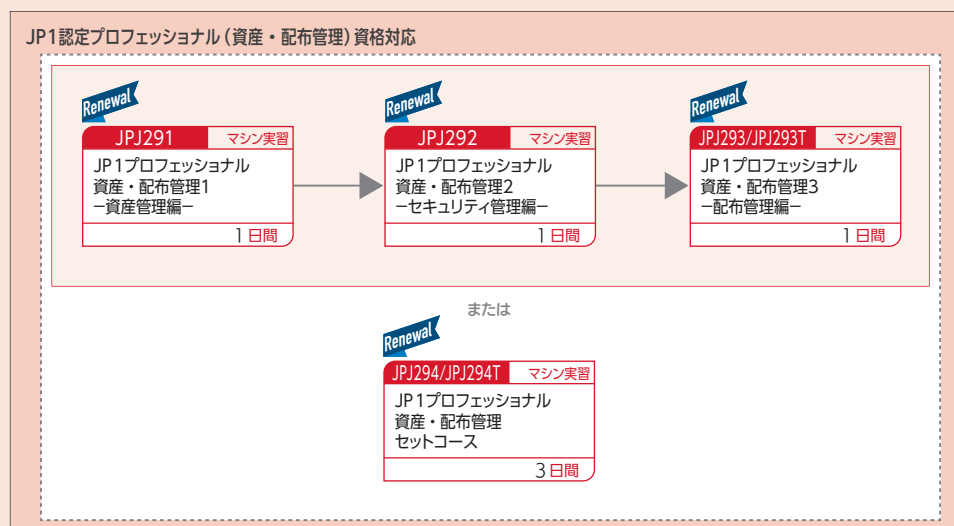 JP1認定プロフェッショナル（資産・配布管理）資格対応
Renewal
JPJ291 マシン実習
JP1プロフェッショナル
資産・配布管理1
−資産管理編−
1日間
Renewal
JPJ292 マシン実習
JP1プロフェッショナル
資産・配布管理2
−セキュリティ管理編−
1日間
Renewal
JPJ293/JPJ293T マシン実習
JP1プロフェッショナル
資産・配布管理3
−配布管理編−
1日間
または
Renewal
JPJ294/JPJ294T マシン実習
JP1プロフェッショナル
資産・配布管理
セットコース
3日間